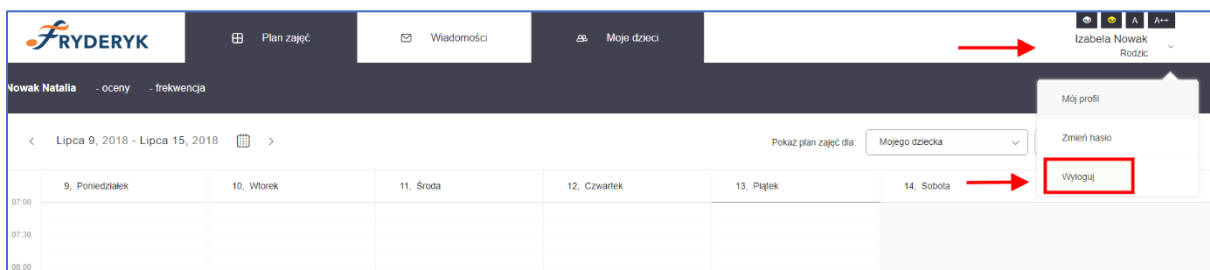 FRYDERYK
Plan zajęć
Wiadomości
Moje dzieci
A A++
Izabela Nowak
Rodzic
Nowak Natalia - oceny - frekwencja
Mój profil
Lipca 9, 2018 - Lipca 15, 2018
Pokaż plan zajęć dla:
Mojego dziecka
Zmień hasło
Wyloguj
9, Poniedziałek
10, Wtorek
11, Środa
12, Czwartek
13, Piątek
14, Sobota
07:00
07:30
08:00